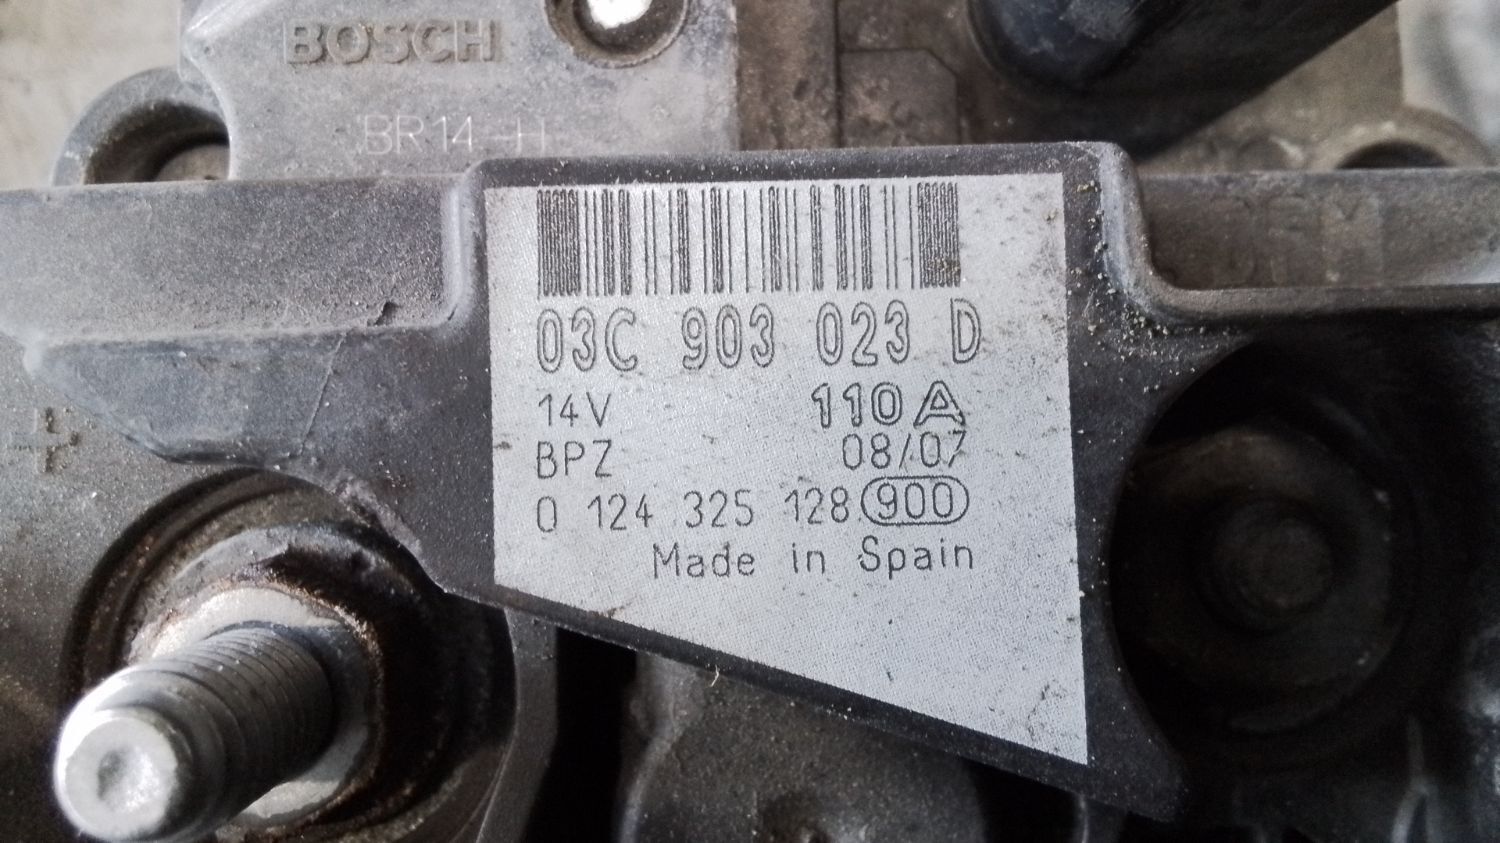 BOSCH
BR14-H
03C 903 023 D
14V 110A
BPZ 08/07
0 124 325 128 900
Made in Spain
+